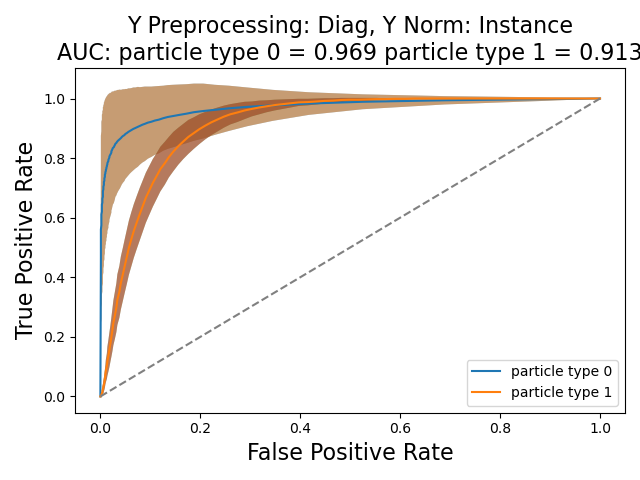 Y Preprocessing: Diag, Y Norm: Instance
AUC: particle type 0 = 0.969 particle type 1 = 0.913
True Positive Rate
1.0
0.8
0.6
0.4
0.2
0.0
particle type 0
particle type 1
0.0 0.2 0.4 0.6 0.8 1.0
False Positive Rate